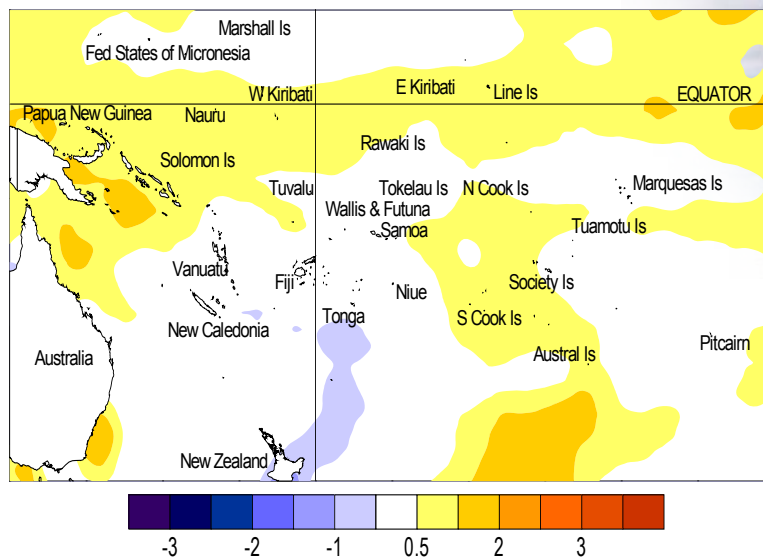 Marshall Is
Fed States of Micronesia
W Kiribati
E Kiribati
Line Is
EQUATOR
Papua New Guinea
Nauru
Rawaki Is
Solomon Is
Tuvalu
Tokelau Is
N Cook Is
Marquesas Is
Wallis & Futuna
Samoa
Tuamotu Is
Vanuatu
Fiji
Niue
Society Is
New Caledonia
Tonga
S Cook Is
Australia
Austral Is
Pitcairn
New Zealand
-3 -2 -1 0.5 2 3